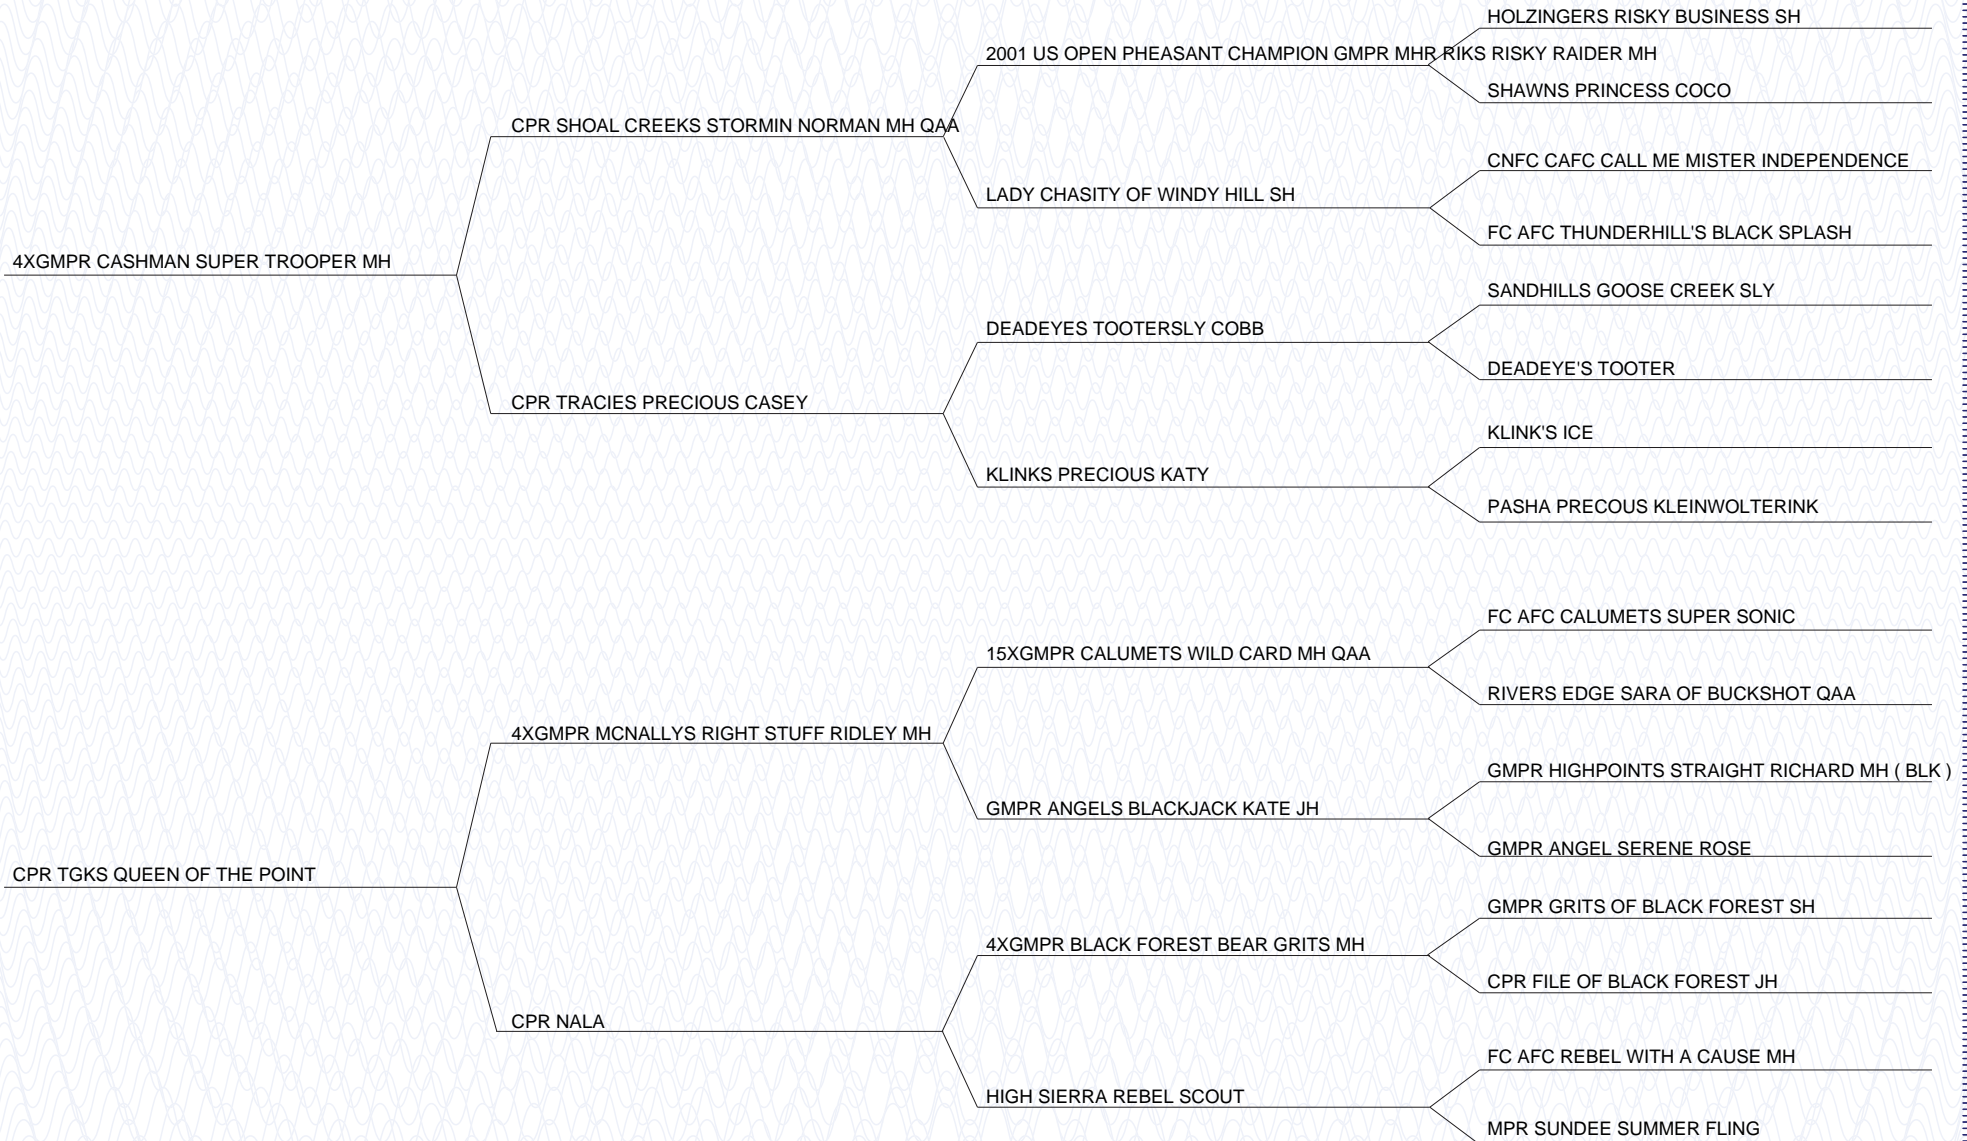 HOLZINGERS RISKY BUSINESS SH
2001 US OPEN PHEASANT CHAMPION GMPR MHR RIKS RISKY RAIDER MH
SHAWNS PRINCESS COCO
CPR SHOAL CREEKS STORMIN NORMAN MH QAA
CNFC CAFC CALL ME MISTER INDEPENDENCE
LADY CHASITY OF WINDY HILL SH
FC AFC THUNDERHILL'S BLACK SPLASH
4XGMPR CASHMAN SUPER TROOPER MH
SANDHILLS GOOSE CREEK SLY
DEADEYES TOOTERSLY COBB
DEADEYE'S TOOTER
CPR TRACIES PRECIOUS CASEY
KLINK'S ICE
KLINKS PRECIOUS KATY
PASHA PRECOUS KLEINWOLTERINK
FC AFC CALUMETS SUPER SONIC
15XGMPR CALUMETS WILD CARD MH QAA
RIVERS EDGE SARA OF BUCKSHOT QAA
4XGMPR MCNALLYS RIGHT STUFF RIDLEY MH
GMPR HIGHPOINTS STRAIGHT RICHARD MH ( BLK )
GMPR ANGELS BLACKJACK KATE JH
GMPR ANGEL SERENE ROSE
CPR TGKS QUEEN OF THE POINT
GMPR GRITS OF BLACK FOREST SH
4XGMPR BLACK FOREST BEAR GRITS MH
CPR FILE OF BLACK FOREST JH
CPR NALA
FC AFC REBEL WITH A CAUSE MH
HIGH SIERRA REBEL SCOUT
MPR SUNDEE SUMMER FLING